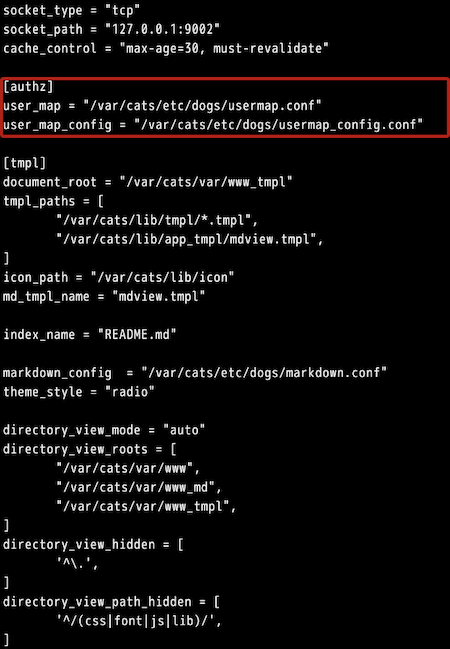 socket_type = "tcp"
socket_path = "127.0.0.1:9002"
cache_control = "max-age=30, must-revalidate"

[authz]
user_map = "/var/cats/etc/dogs/usermap.conf"
user_map_config = "/var/cats/etc/dogs/usermap_config.conf"

[tmpl]
document_root = "/var/cats/var/www_tmpl"
tmpl_paths = [
        "/var/cats/lib/tmpl/*.tmpl",
        "/var/cats/lib/app_tmpl/mdview.tmpl",
]
icon_path = "/var/cats/lib/icon"
md_tmpl_name = "mdview.tmpl"

index_name = "README.md"

markdown_config  = "/var/cats/etc/dogs/markdown.conf"
theme_style = "radio"

directory_view_mode = "auto"
directory_view_roots = [
        "/var/cats/var/www",
        "/var/cats/var/www_md",
        "/var/cats/var/www_tmpl",
]
directory_view_hidden = [
        '^\.',
]
directory_view_path_hidden = [
        '^/(css|font|js|lib)/',
]